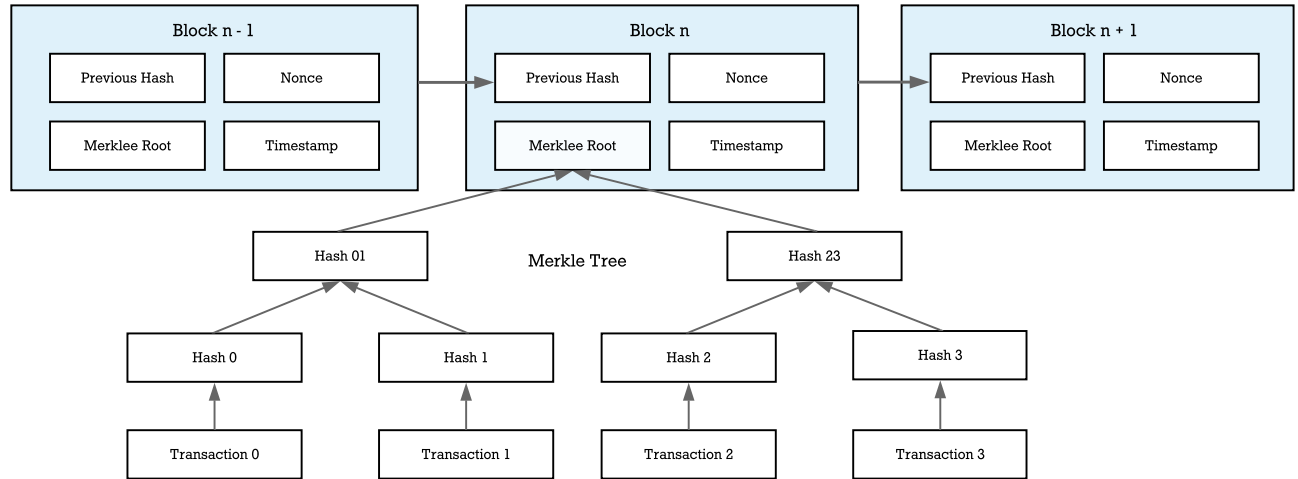 Block n - 1
Block n
Block n + 1
Previous Hash
Nonce
Previous Hash
Nonce
Previous Hash
Nonce
Merklee Root
Timestamp
Merklee Root
Timestamp
Merklee Root
Timestamp
Hash 01
Merkle Tree
Hash 23
Hash 0
Hash 1
Hash 2
Hash 3
Transaction 0
Transaction 1
Transaction 2
Transaction 3